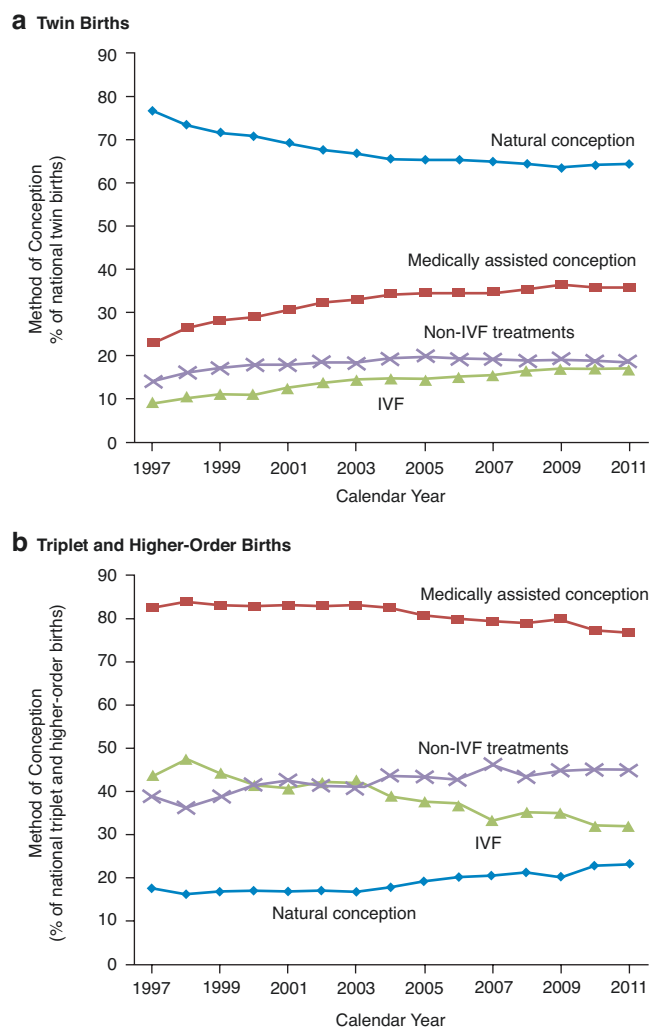 a Twin Births
Method of Conception
% of national twin births)
90
80
70
60
50
40
30
20
10
0
Natural conception
Medically assisted conception
Non-IVF treatments
IVF
1997 1999 2001 2003 2005 2007 2009 2011
Calendar Year
b Triplet and Higher-Order Births
Method of Conception
(% of national triplet and higher-order births)
90
80
70
60
50
40
30
20
10
0
Medically assisted conception
Non-IVF treatments
IVF
Natural conception
1997 1999 2001 2003 2005 2007 2009 2011
Calendar Year